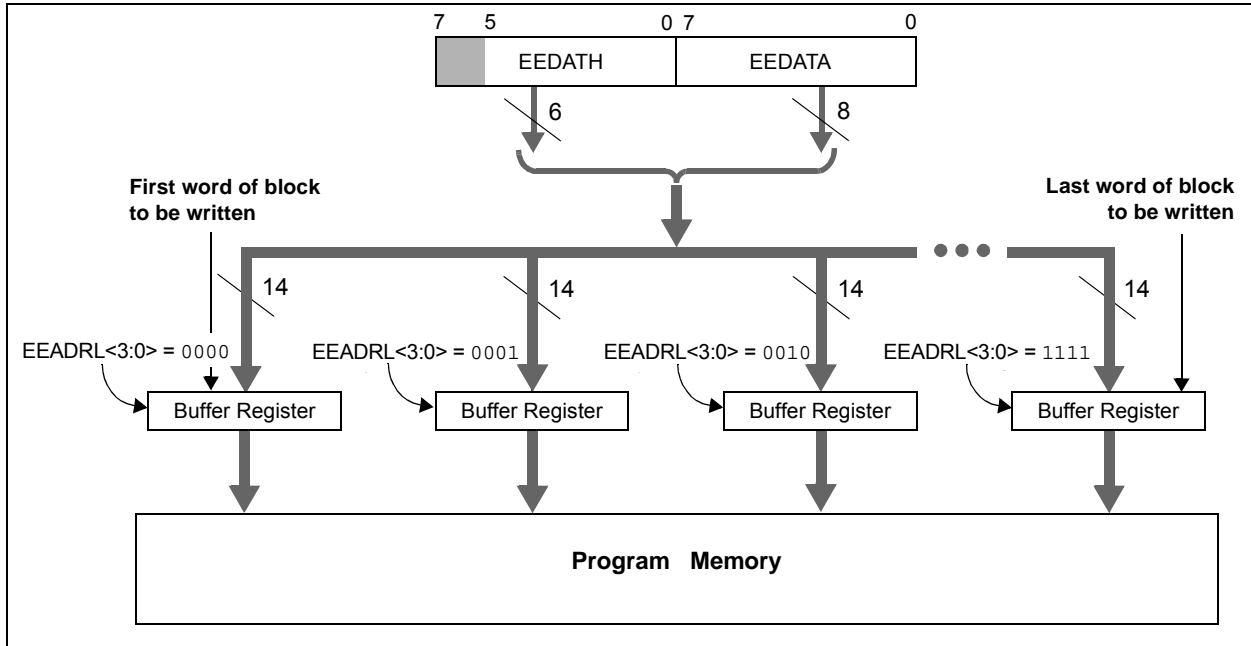 7 5 0 7 0
EEDATH EEDATA
6 8
First word of block
to be written
Last word of block
to be written
14 14 14 14
EEADRL<3:0> = 0000 EEADRL<3:0> = 0001 EEADRL<3:0> = 0010 EEADRL<3:0> = 1111
Buffer Register Buffer Register Buffer Register Buffer Register
Program Memory